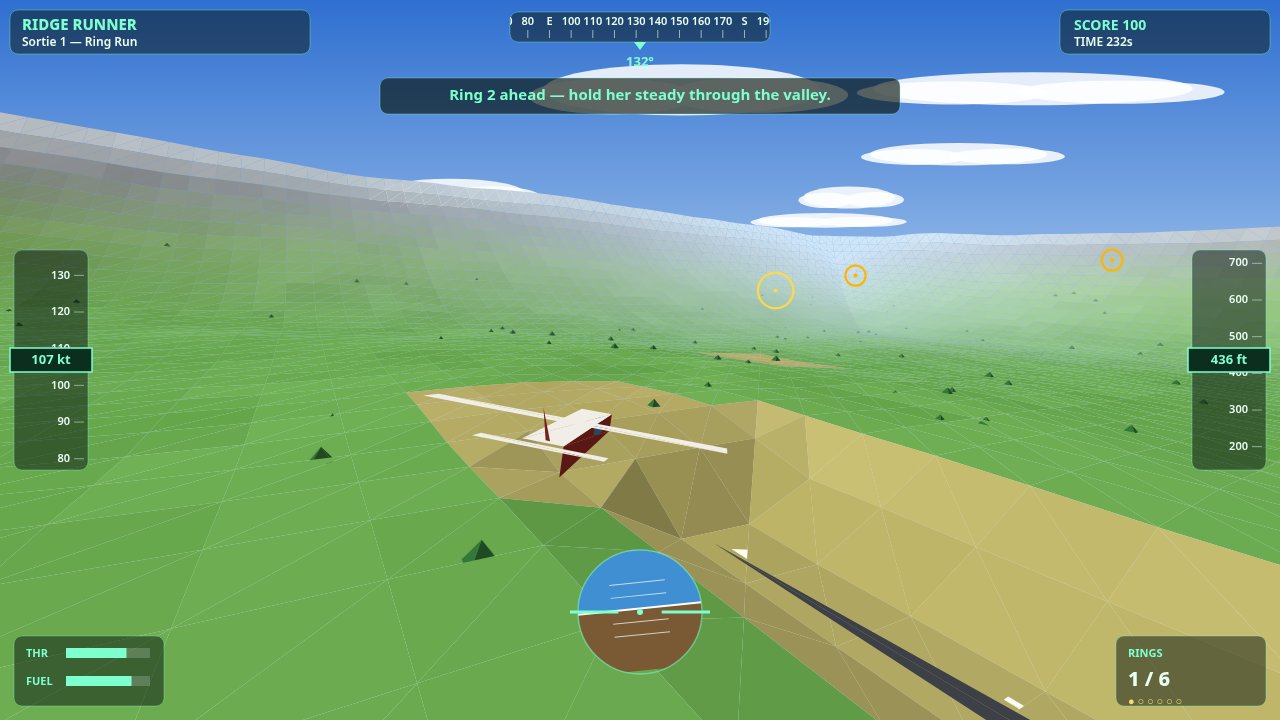 RIDGE RUNNER
Sortie 1 — Ring Run
80 E 100 110 120 130 140 150 160 170 S 19
132°
SCORE 100
TIME 232s
Ring 2 ahead — hold her steady through the valley.
130
120
107 kt
100
90
80
700
600
500
436 ft
300
200
THR
FUEL
RINGS
1 / 6